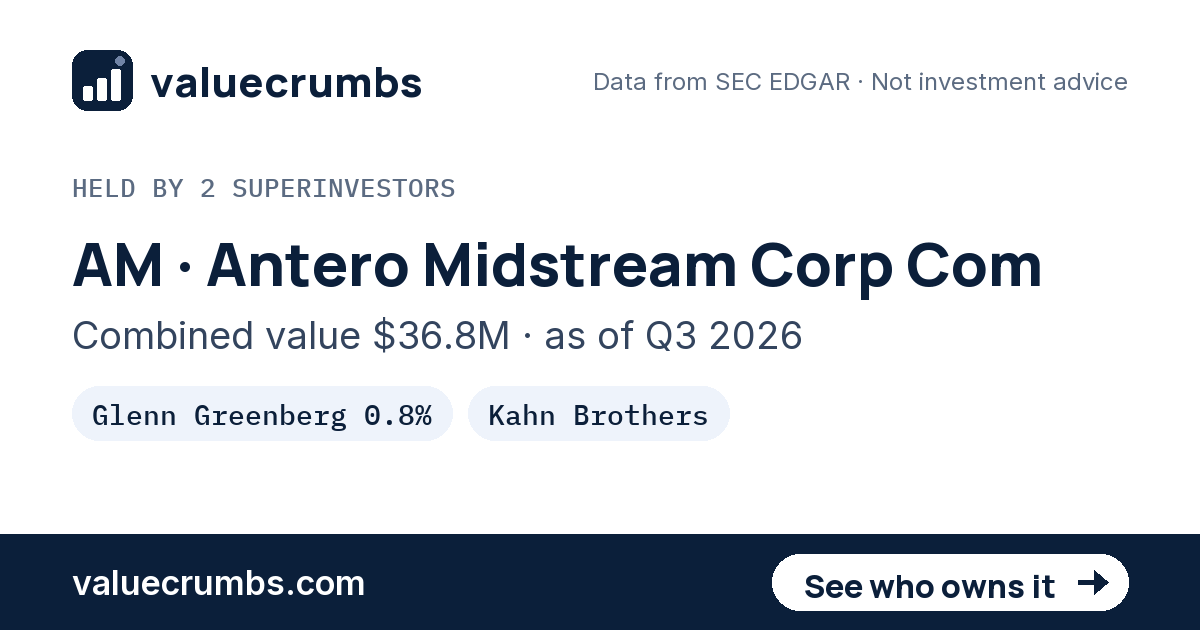 valuecrumbs
Data from SEC EDGAR · Not investment advice
HELD BY 2 SUPERINVESTORS
AM · Antero Midstream Corp Com
Combined value $36.8M · as of Q3 2026
Glenn Greenberg 0.8%
Kahn Brothers
valuecrumbs.com
See who owns it →